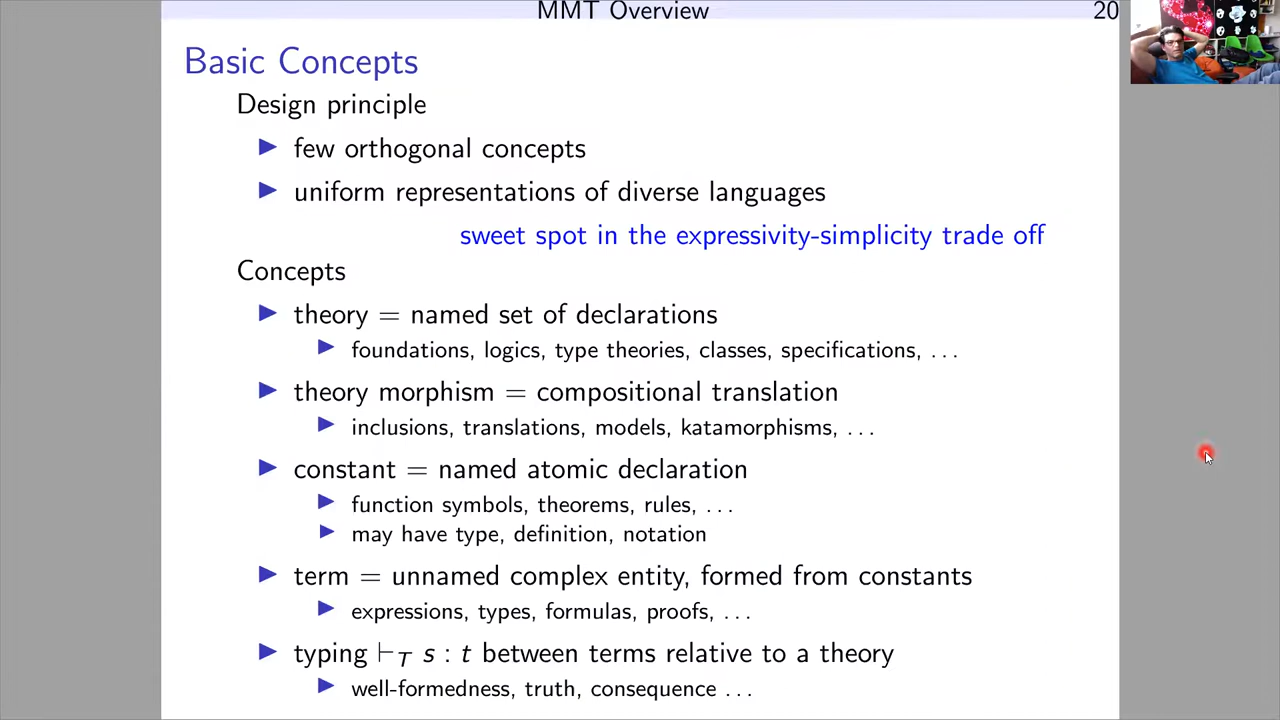 MMT Overview 20
Basic Concepts
Design principle
▶ few orthogonal concepts
▶ uniform representations of diverse languages
sweet spot in the expressivity-simplicity trade off
Concepts
▶ theory = named set of declarations
▶ foundations, logics, type theories, classes, specifications, . . .
▶ theory morphism = compositional translation
▶ inclusions, translations, models, katamorphisms, . . .
▶ constant = named atomic declaration
▶ function symbols, theorems, rules, . . .
▶ may have type, definition, notation
▶ term = unnamed complex entity, formed from constants
▶ expressions, types, formulas, proofs, . . .
▶ typing ⊢T s : t between terms relative to a theory
▶ well-formedness, truth, consequence . . .